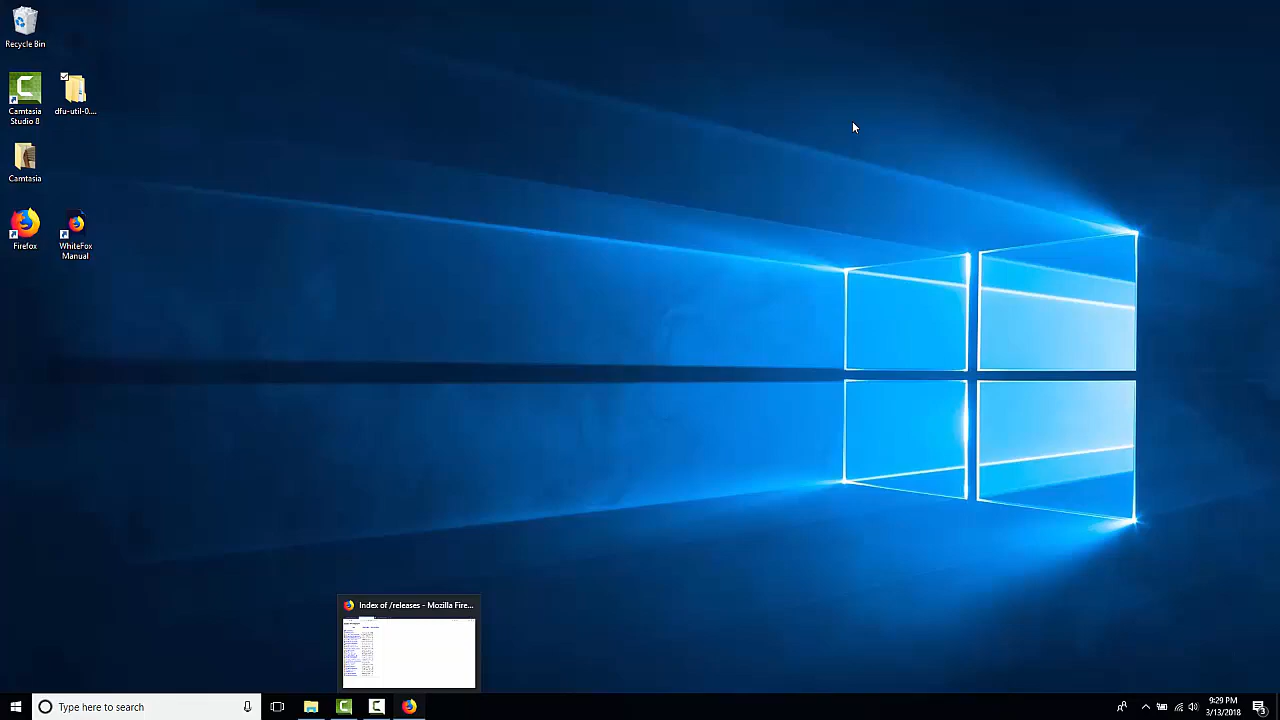 Recycle Bin
Camtasia
Studio 8
dfu-util-0....
Camtasia
Firefox
WhiteFox
Manual
Index of /releases - Mozilla Fire...
Type here to search
9:29 PM
3/13/2018
3